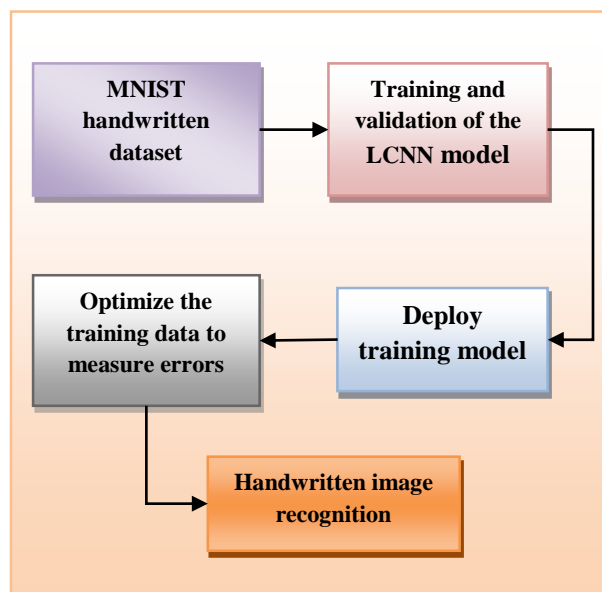 MNIST
handwritten
dataset
Training and
validation of the
LCNN model
Deploy
training model
Optimize the
training data to
measure errors
Handwritten image
recognition